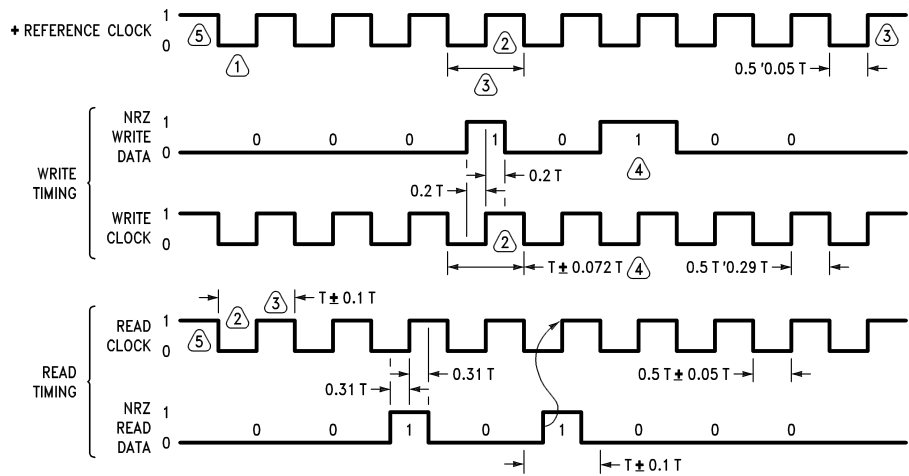 1
+ REFERENCE CLOCK
0
5
1
2
3
3
0.5 '0.05 T
NRZ
WRITE
DATA
1
0
0 0 0 1 0 1 0 0
4
0.2 T
0.2 T
WRITE
TIMING
WRITE
CLOCK
1
0
2
T ± 0.072 T
4
0.5 T'0.29 T
2
3
T ± 0.1 T
READ
CLOCK
1
0
5
0.31 T
0.31 T
0.5 T ± 0.05 T
READ
TIMING
NRZ
READ
DATA
1
0
0 0 1 0 1 0 0 0
T ± 0.1 T